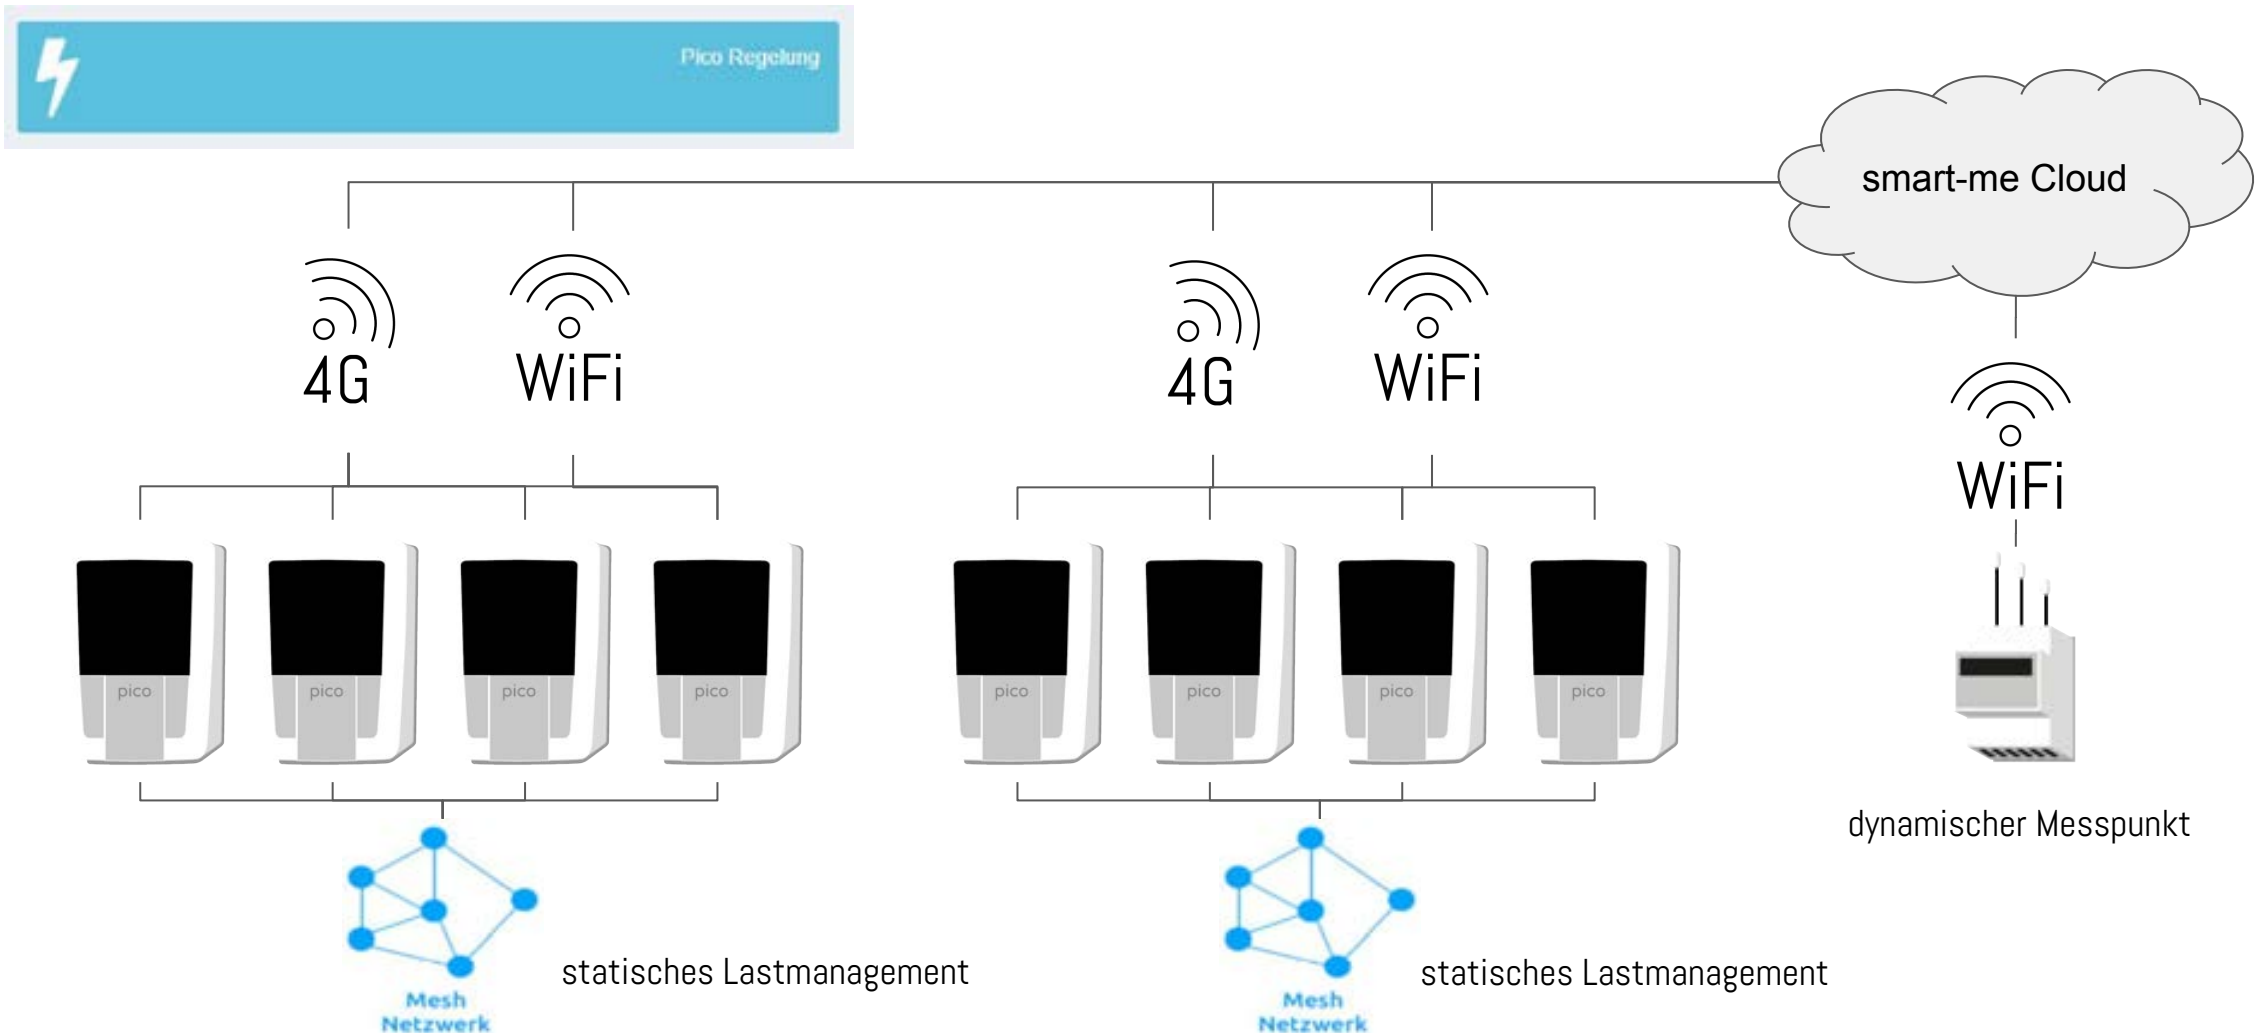 Pico Regelung
smart-me Cloud
4G
WiFi
4G
WiFi
WiFi
pico
pico
pico
pico
pico
pico
pico
pico
dynamischer Messpunkt
statisches Lastmanagement
statisches Lastmanagement
Mesh
Netzwerk
Mesh
Netzwerk